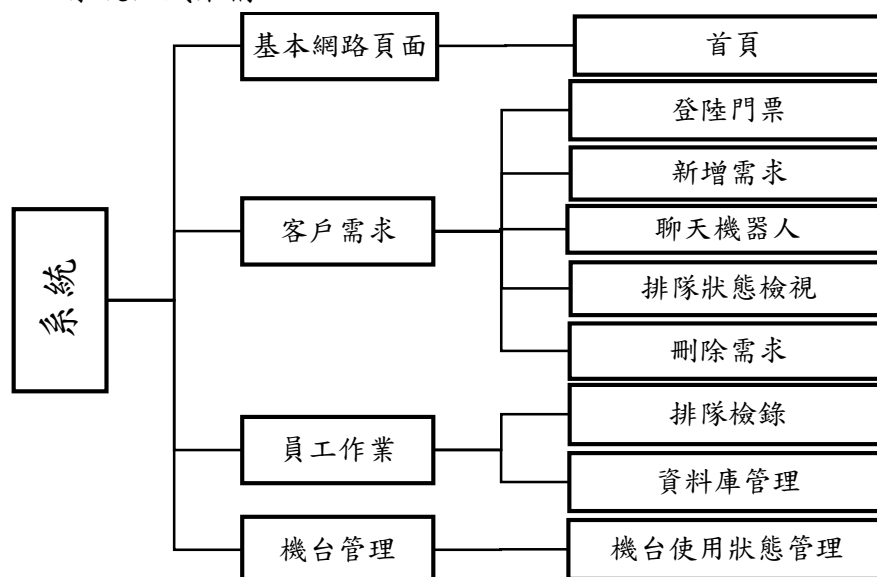 系統
基本網路頁面
首頁
客戶需求
登陸門票
新增需求
聊天機器人
排隊狀態檢視
刪除需求
員工作業
排隊檢錄
資料庫管理
機台管理
機台使用狀態管理